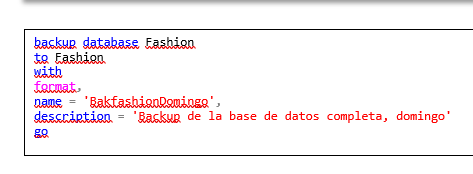 backup database Fashion
to Fashion
with
format,
name = 'BakfashionDomingo',
description = 'Backup de la base de datos completa, domingo'
go